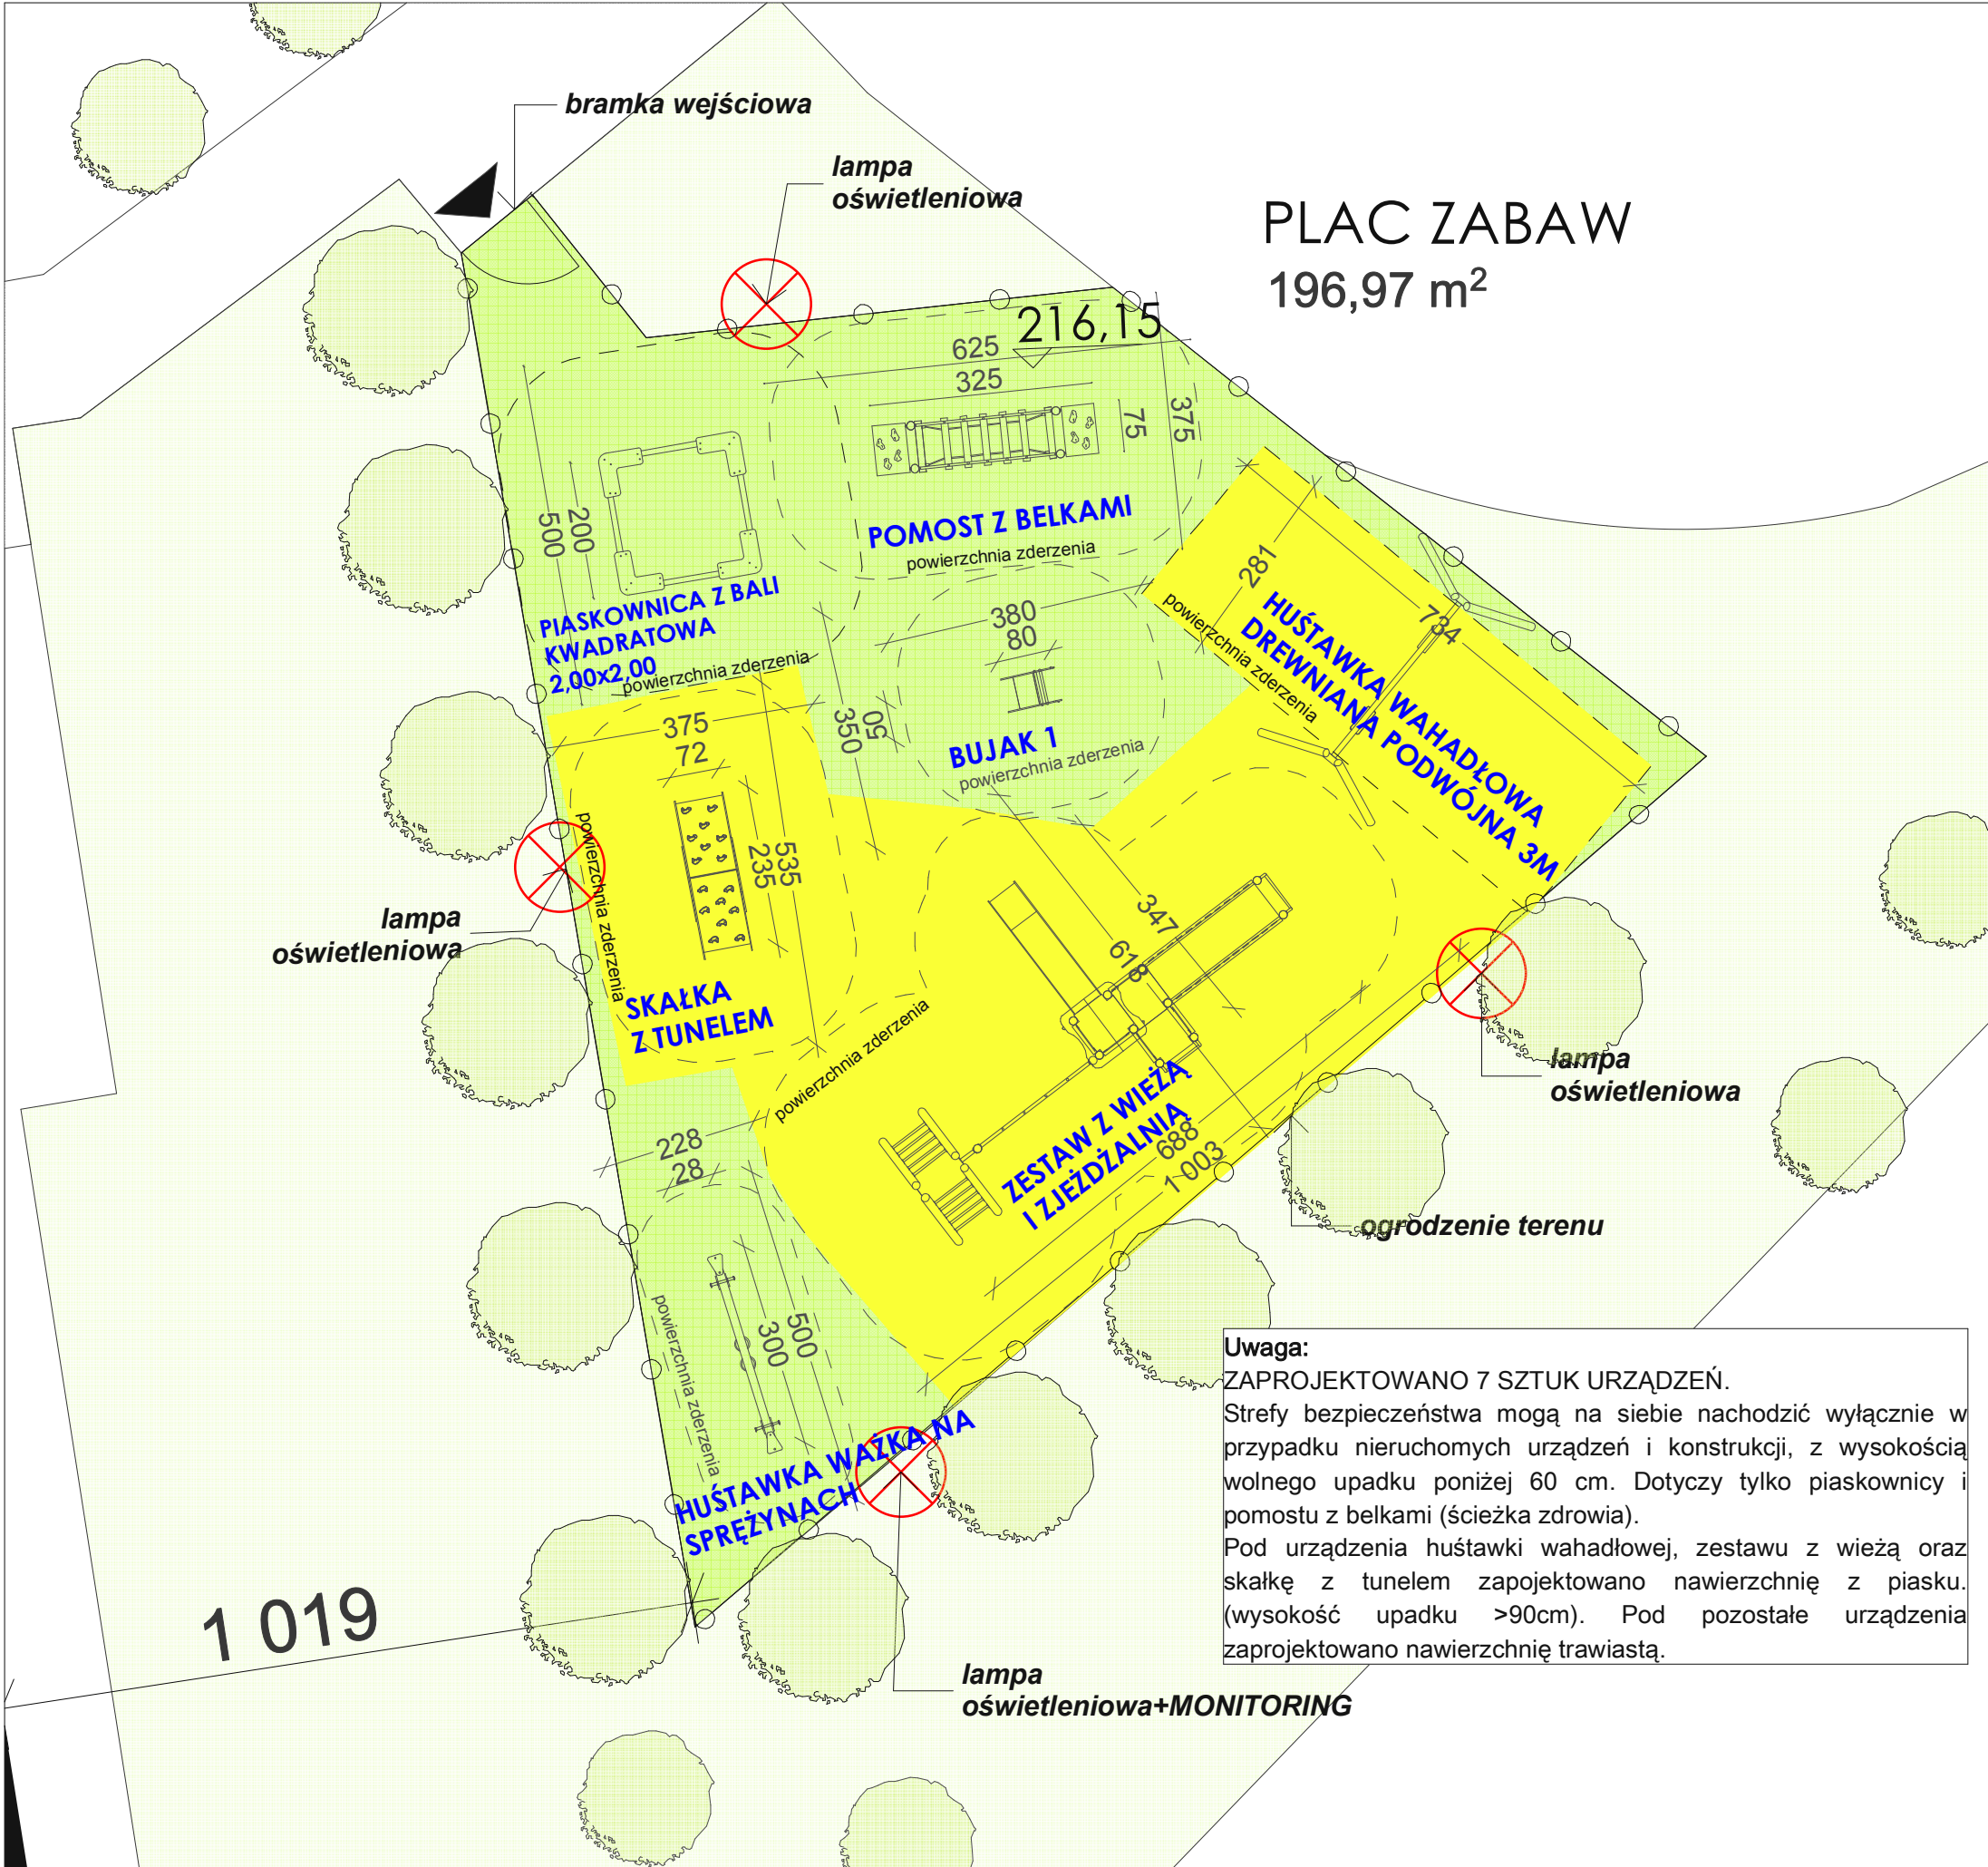 bramka wejściowa
lampa
oświetleniowa
PLAC ZABAW
196,97 m²
216,15
625
325
75
375
500
200
POMOST Z BELKAMI
powierzchnia zderzenia
PIASKOWNICA Z BALI
KWADRATOWA
2,00x2,00
powierzchnia zderzenia
380
80
350
50
BUJAK 1
powierzchnia zderzenia
281
734
HUŚTAWKA WAHADŁOWA
DREWNIANA PODWÓJNA 3M
powierzchnia zderzenia
375
72
535
235
powierzchnia zderzenia
SKAŁKA
Z TUNELEM
lampa
oświetleniowa
347
618
powierzchnia zderzenia
ZESTAW Z WIEŻĄ
I ZJEŻDŻALNIĄ
688
1 003
lampa
oświetleniowa
ogrodzenie terenu
228
28
500
300
powierzchnia zderzenia
HUŚTAWKA WAŻKA NA
SPRĘŻYNACH
Uwaga:
ZAPROJEKTOWANO 7 SZTUK URZĄDZEŃ.
Strefy bezpieczeństwa mogą na siebie nachodzić wyłącznie w
przypadku nieruchomych urządzeń i konstrukcji, z wysokością
wolnego upadku poniżej 60 cm. Dotyczy tylko piaskownicy i
pomostu z belkami (ścieżka zdrowia).
Pod urządzenia huśtawki wahadłowej, zestawu z wieżą oraz
skałkę z tunelem zapojektowano nawierzchnię z piasku.
(wysokość upadku >90cm). Pod pozostałe urządzenia
zaprojektowano nawierzchnię trawiastą.
1 019
lampa
oświetleniowa+MONITORING